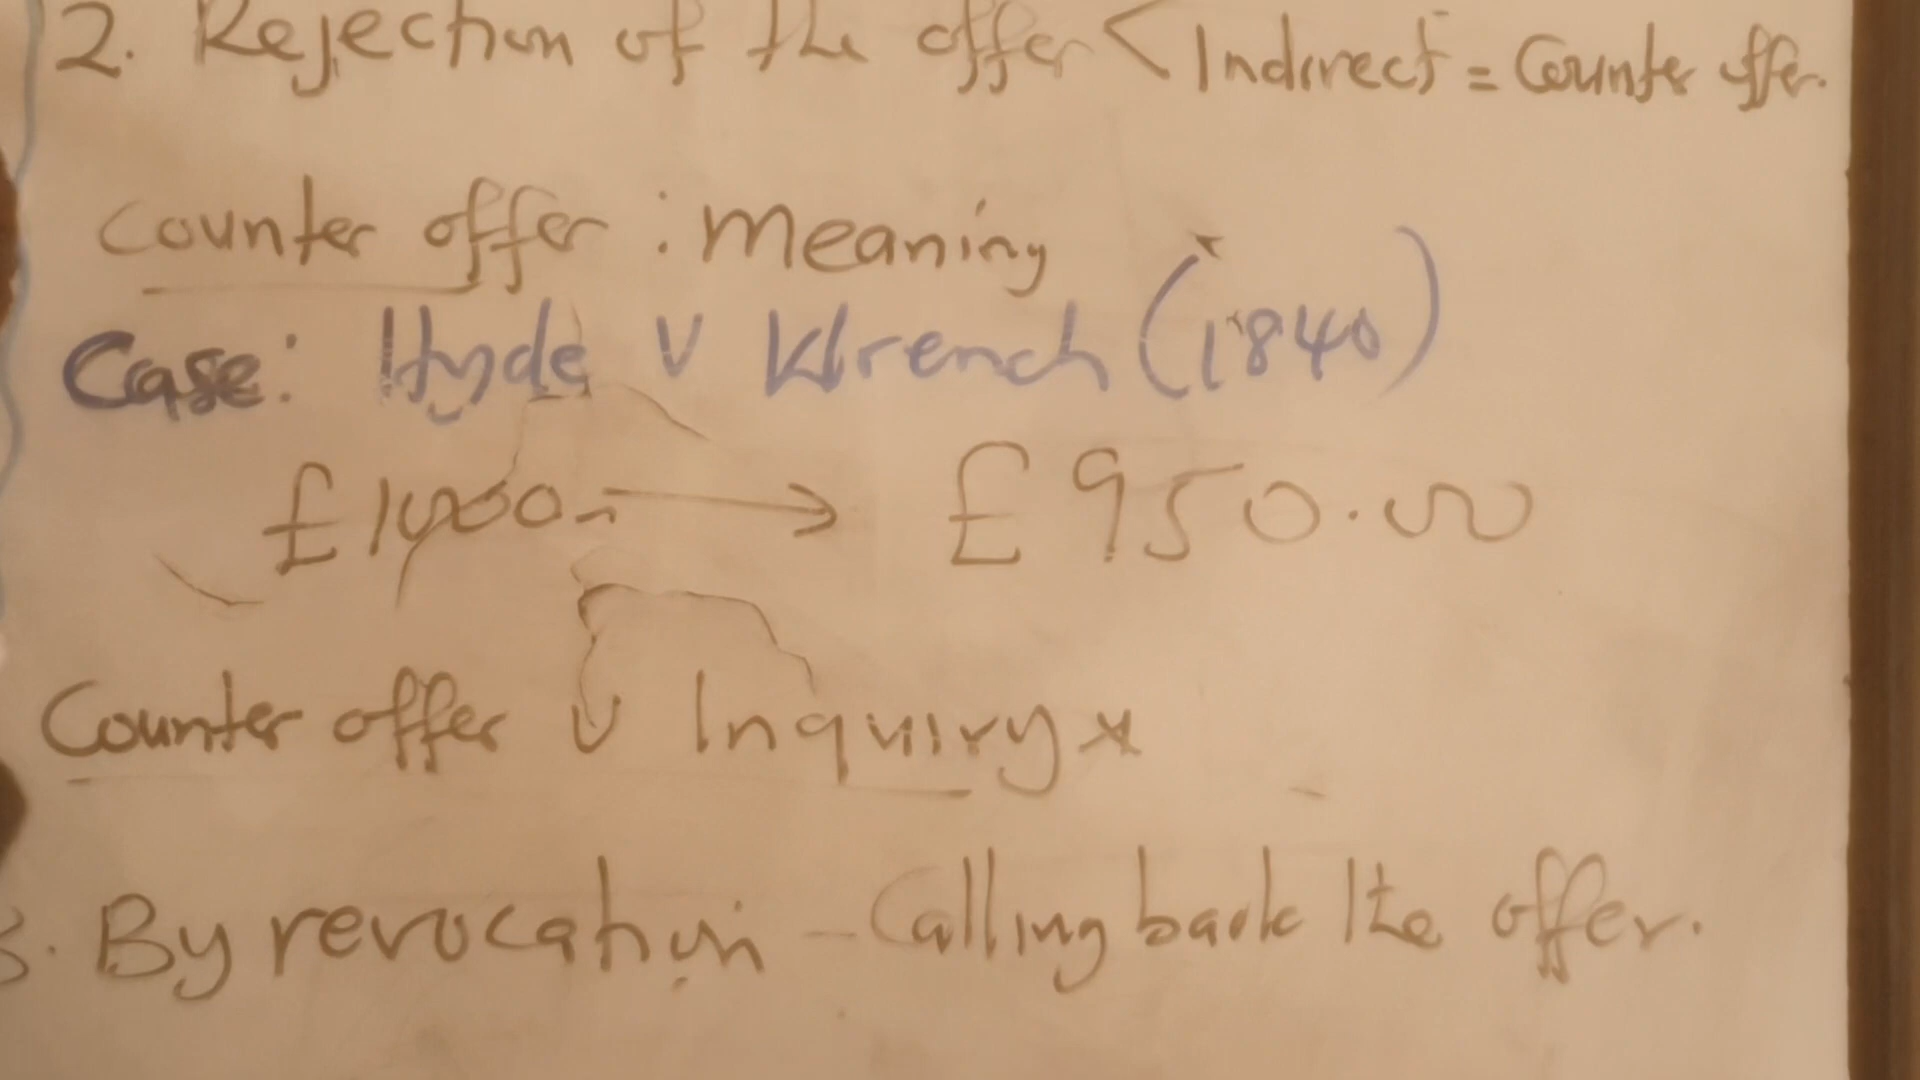 2. Rejection of the offer < Indirect = Counter offer.
Counter offer : Meaning
Case: Hyde V Wrench (1840)
£1000 → £950.00
Counter offer V Inquiry *
3. By revocation - Calling back the offer.